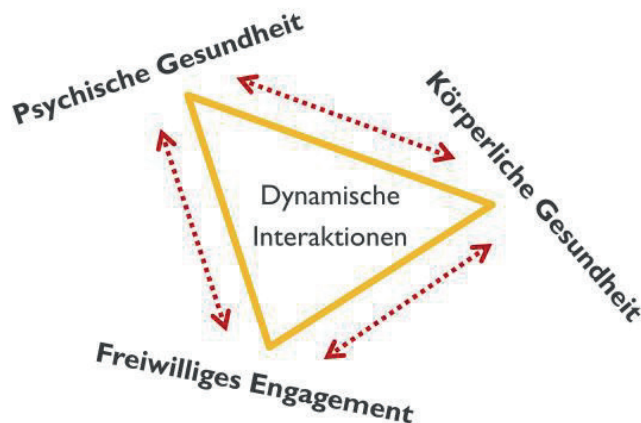 Psychische Gesundheit
Körperliche Gesundheit
Dynamische
Interaktionen
Freiwilliges Engagement